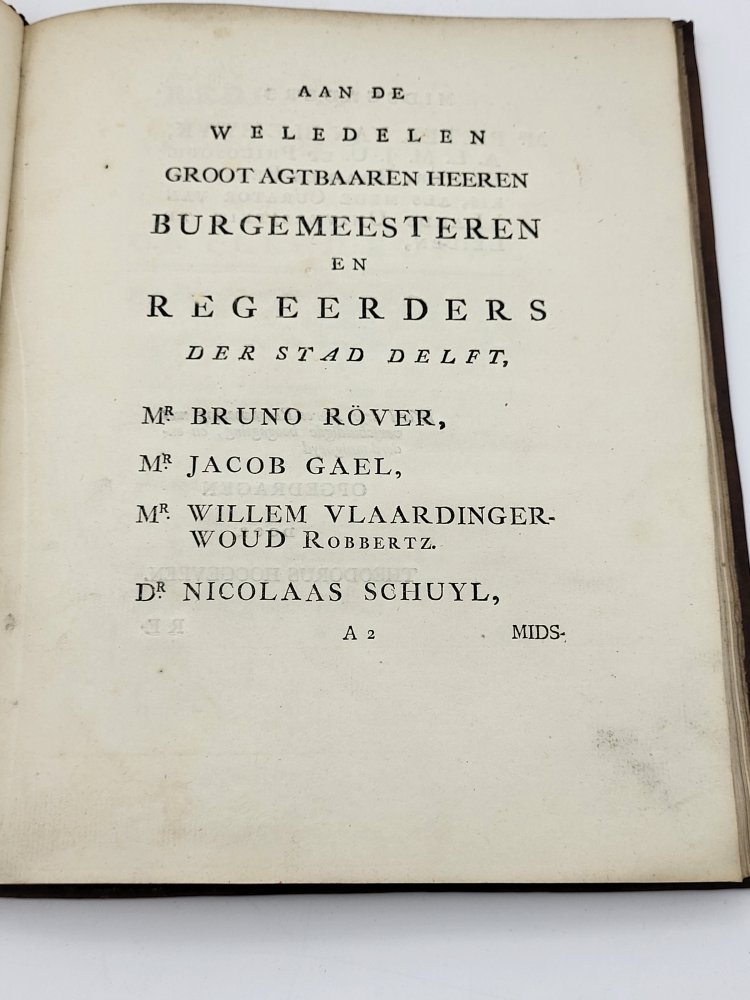 AAN DE
WELEDELEN
GROOT AGTBAAREN HEEREN
BURGEMEESTEREN
EN
REGEERDERS
DER STAD DELFT,
MR. BRUNO RÖVER,
MR. JACOB GAEL,
MR. WILLEM VLAARDINGER-
WOUD ROBBERTZ.
DR. NICOLAAS SCHUYL,
A 2 MIDS-